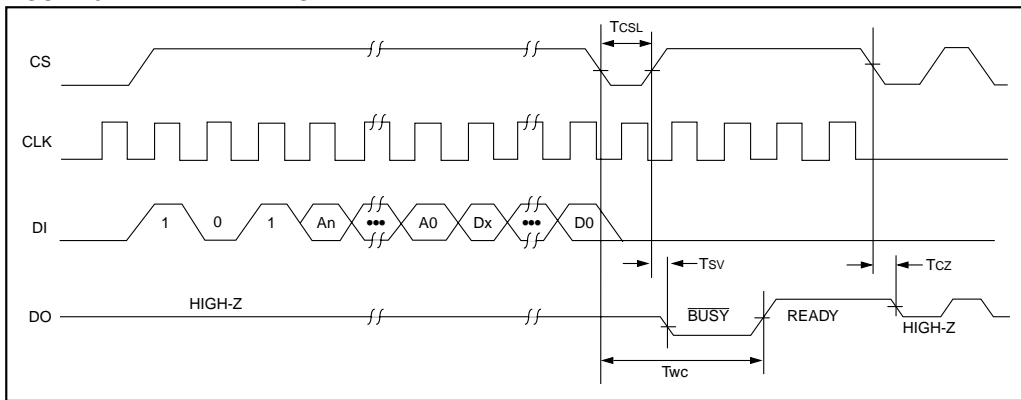 TCSL
CS
CLK
DI
1 0 1 An ••• A0 Dx ••• D0
TSV
TCZ
DO
HIGH-Z
BUSY
READY
HIGH-Z
TWC